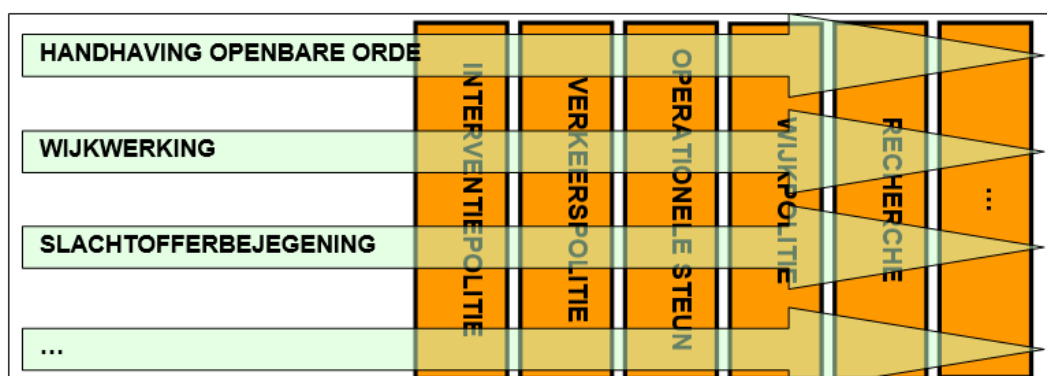 HANDHAVING OPENBARE ORDE
WIJKWERKING
SLACHTOFFERBEJEGENING
...
INTERVENTIEPOLITIE
VERKEERSPOLITIE
OPERATIONELE STEUN
WIJKPOLITIE
RECHERCHE
...